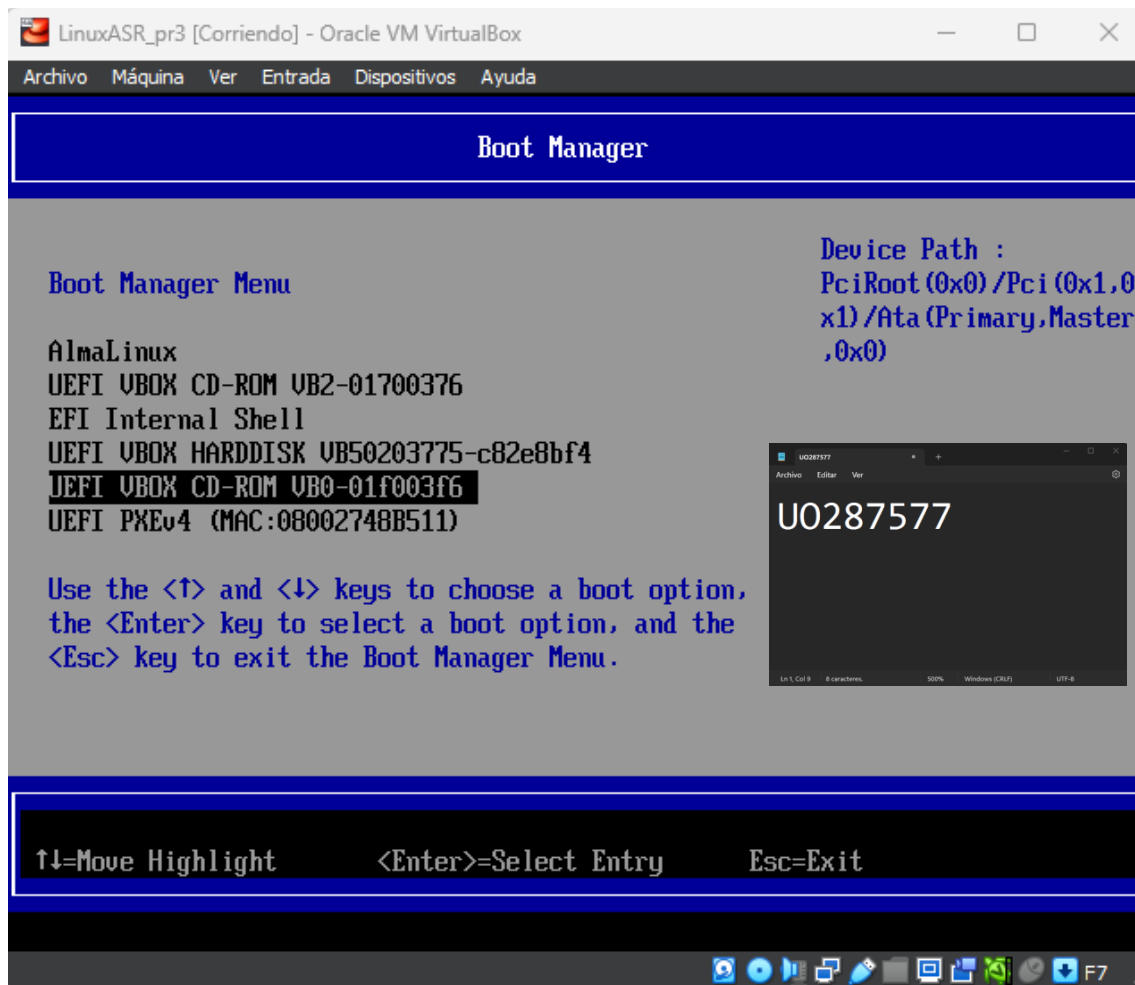 LinuxASR_pr3 [Corriendo] - Oracle VM VirtualBox
Archivo Máquina Ver Entrada Dispositivos Ayuda
Boot Manager
Boot Manager Menu
AlmaLinux
UEFI VBOX CD-ROM VB2-01700376
EFI Internal Shell
UEFI VBOX HARDDISK VB50203775-c82e8bf4
UEFI VBOX CD-ROM VB0-01f003f6
UEFI PXEv4 (MAC:08002748B511)
Use the <↑> and <↓> keys to choose a boot option,
the <Enter> key to select a boot option, and the
<Esc> key to exit the Boot Manager Menu.
Device Path :
PciRoot(0x0)/Pci(0x1,0
x1)/Ata(Primary,Master
,0x0)
UO287577
Archivo Editar Ver
UO287577
Ln 1, Col 9 8 caracteres. 500% Windows (CRLF) UTF-8
↑↓=Move Highlight <Enter>=Select Entry Esc=Exit
F7